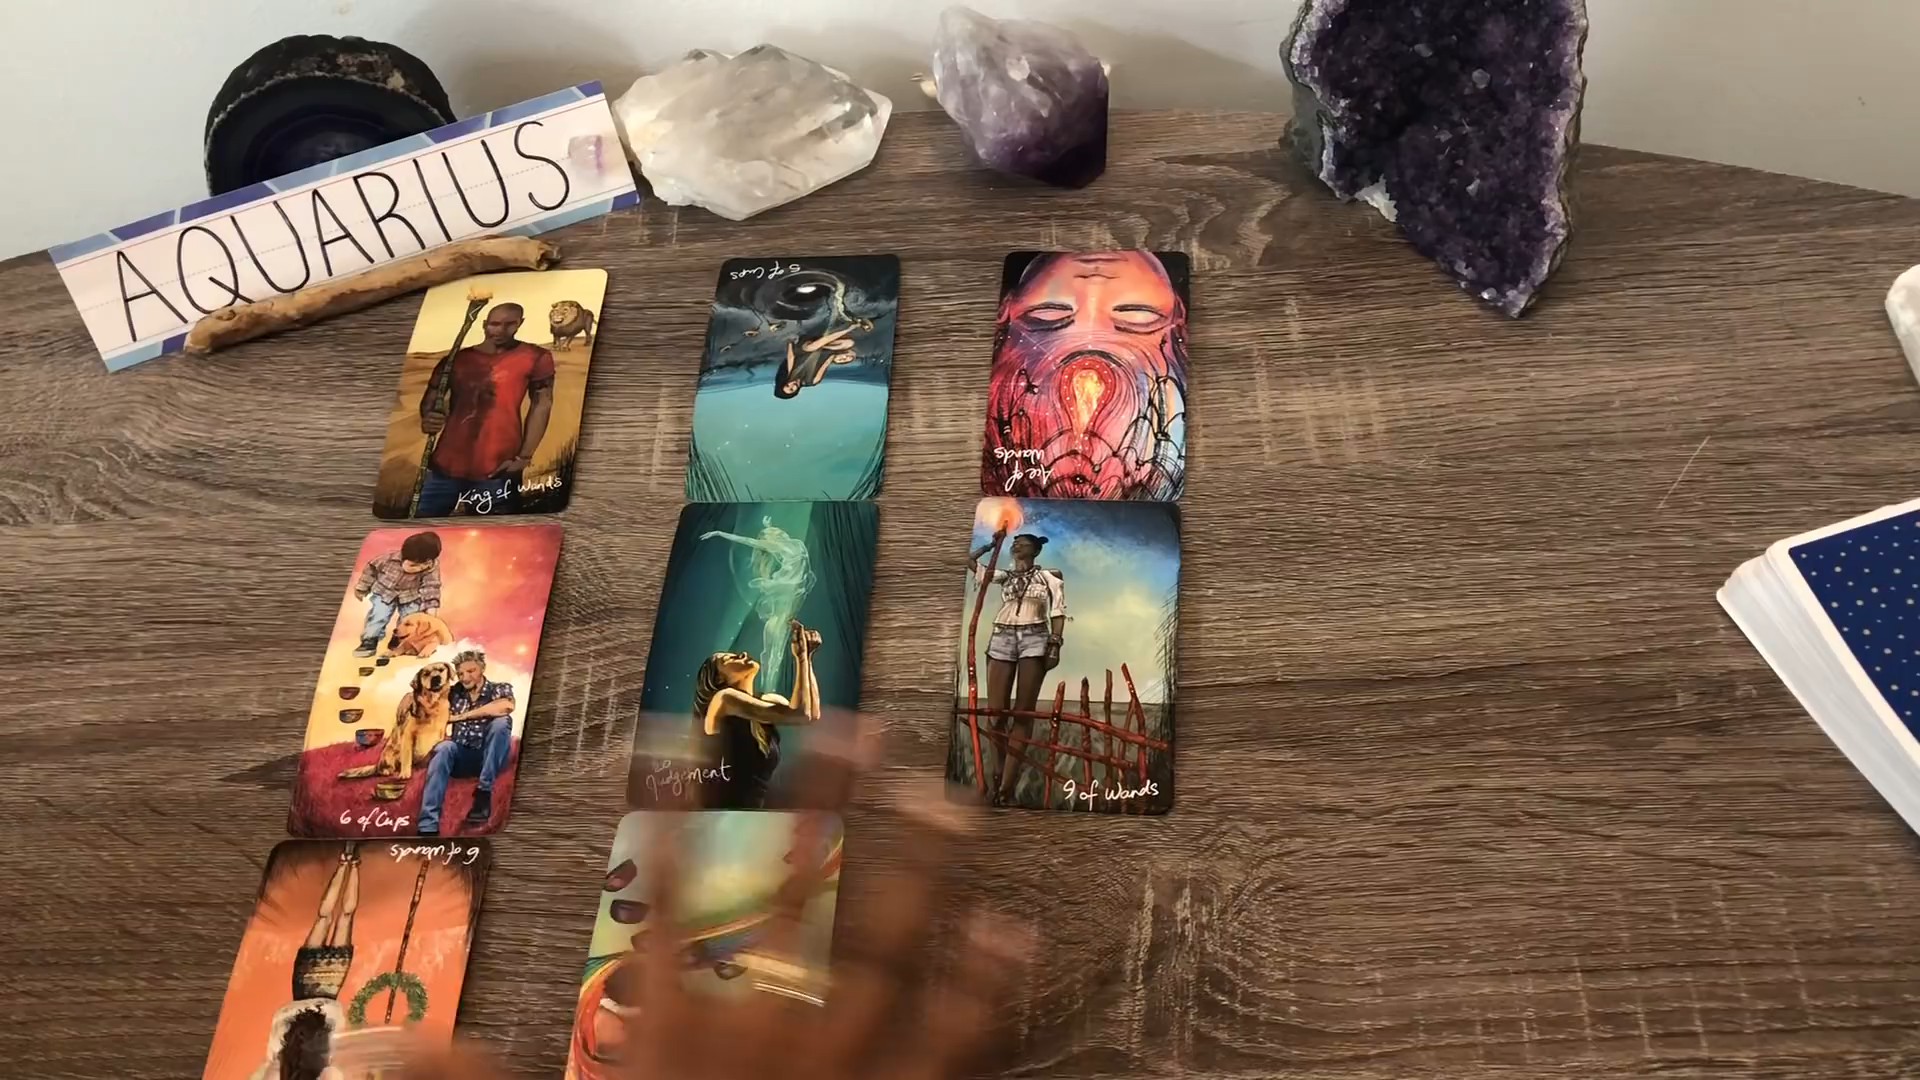 AQUARIUS
King of Wands
5 of Cups
Ace of
Wands
6 of Cups
20
Judgement
9 of Wands
6 of Wands